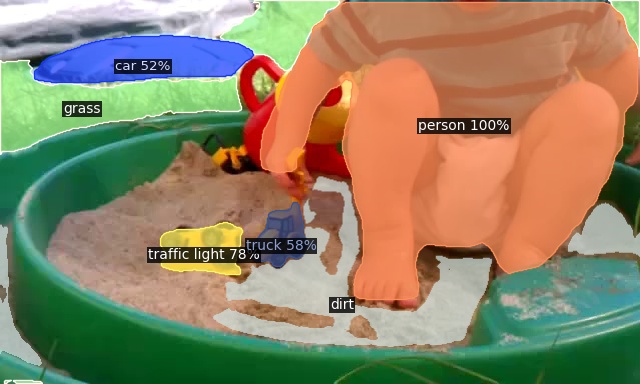 car 52%
grass
person 100%
truck 58%
traffic light 78%
dirt